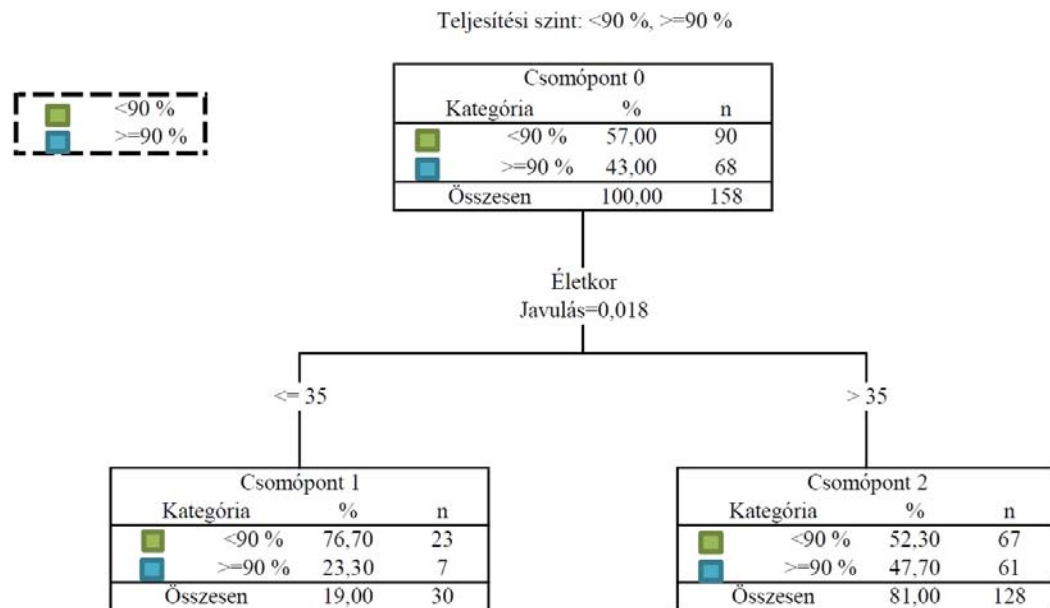 Teljesítési szint: <90 %, >=90 %
<90 %
>=90 %
Csomópont 0
Kategória % n
<90 % 57,00 90
>=90 % 43,00 68
Összesen 100,00 158
Életkor
Javulás=0,018
<= 35
> 35
Csomópont 1
Kategória % n
<90 % 76,70 23
>=90 % 23,30 7
Összesen 19,00 30
Csomópont 2
Kategória % n
<90 % 52,30 67
>=90 % 47,70 61
Összesen 81,00 128